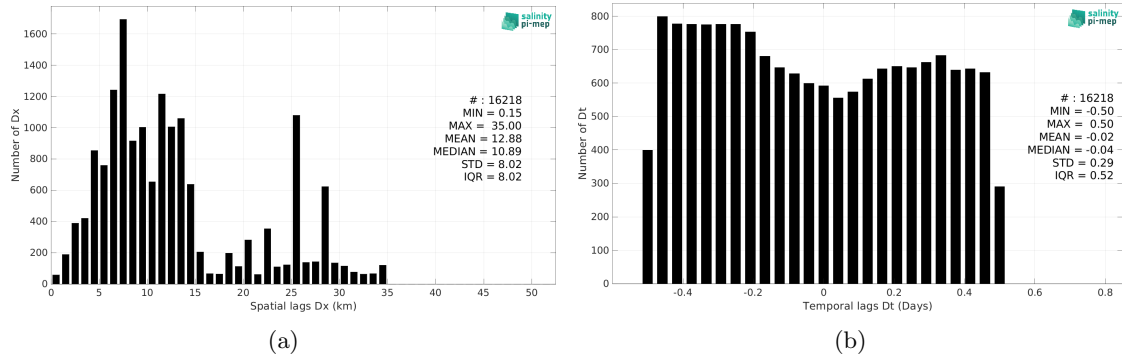 salinity
pi-mep
1600
1400
1200
1000
800
600
400
200
0
Number of Dx
# : 16218
MIN = 0.15
MAX = 35.00
MEAN = 12.88
MEDIAN = 10.89
STD = 8.02
IQR = 8.02
0 5 10 15 20 25 30 35 40 45 50
Spatial lags Dx (km)
(a)
salinity
pi-mep
800
700
600
500
400
300
200
100
0
Number of Dt
# : 16218
MIN = -0.50
MAX = 0.50
MEAN = -0.02
MEDIAN = -0.04
STD = 0.29
IQR = 0.52
-0.4 -0.2 0 0.2 0.4 0.6 0.8
Temporal lags Dt (Days)
(b)